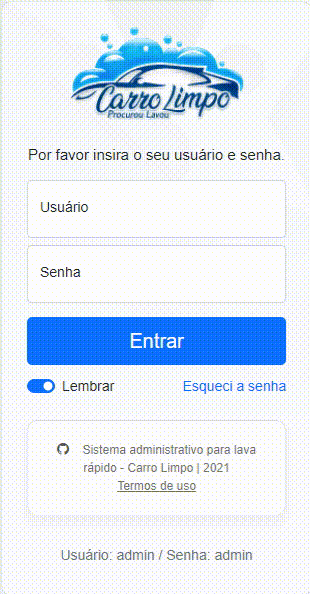 Carro Limpo
Procurou Lavou
Por favor insira o seu usuário e senha.
Usuário
Senha
Entrar
Lembrar Esqueci a senha
Sistema administrativo para lava
rápido - Carro Limpo | 2021
Termos de uso
Usuário: admin / Senha: admin